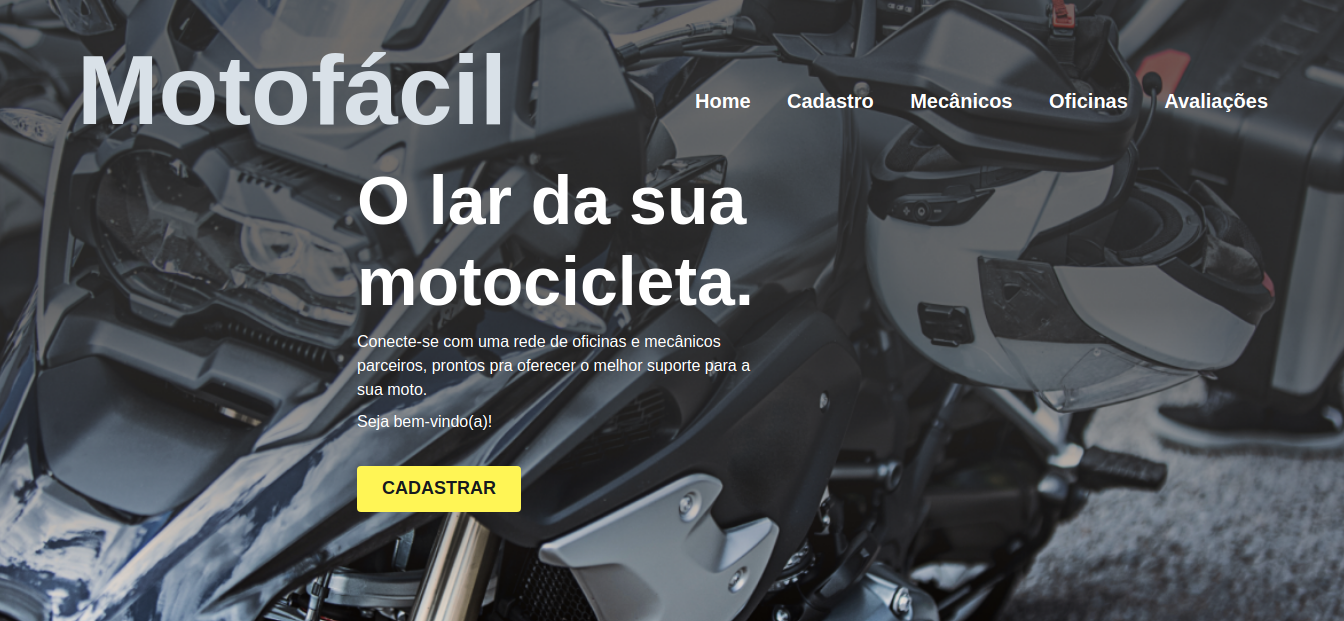 Motofácil
Home Cadastro Mecânicos Oficinas Avaliações
O lar da sua
motocicleta.
Conecte-se com uma rede de oficinas e mecânicos
parceiros, prontos pra oferecer o melhor suporte para a
sua moto.
Seja bem-vindo(a)!
CADASTRAR